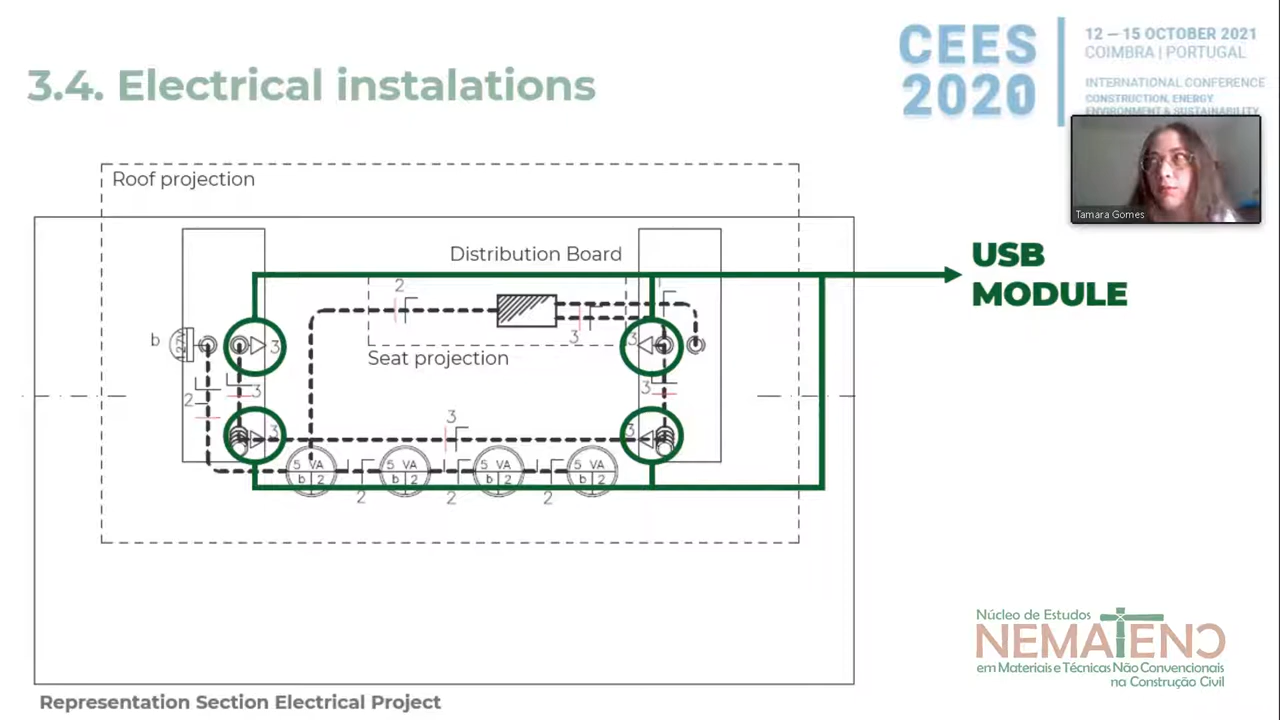 3.4. Electrical instalations
CEES
2020
12 — 15 OCTOBER 2021
COIMBRA | PORTUGAL
INTERNATIONAL CONFERENCE
CONSTRUCTION, ENERGY
ENVIRONMENT & SUSTAINABILITY
Tamara Gomes
Roof projection
Distribution Board
USB
MODULE
2
3
Seat projection
b
3
3
2
3
3
3
3
3
5 VA
b 2
5 VA
b 2
5 VA
b 2
5 VA
b 2
2
2
2
Representation Section Electrical Project
Núcleo de Estudos
NEMATENC
em Materiais e Técnicas Não Convencionais
na Construção Civil